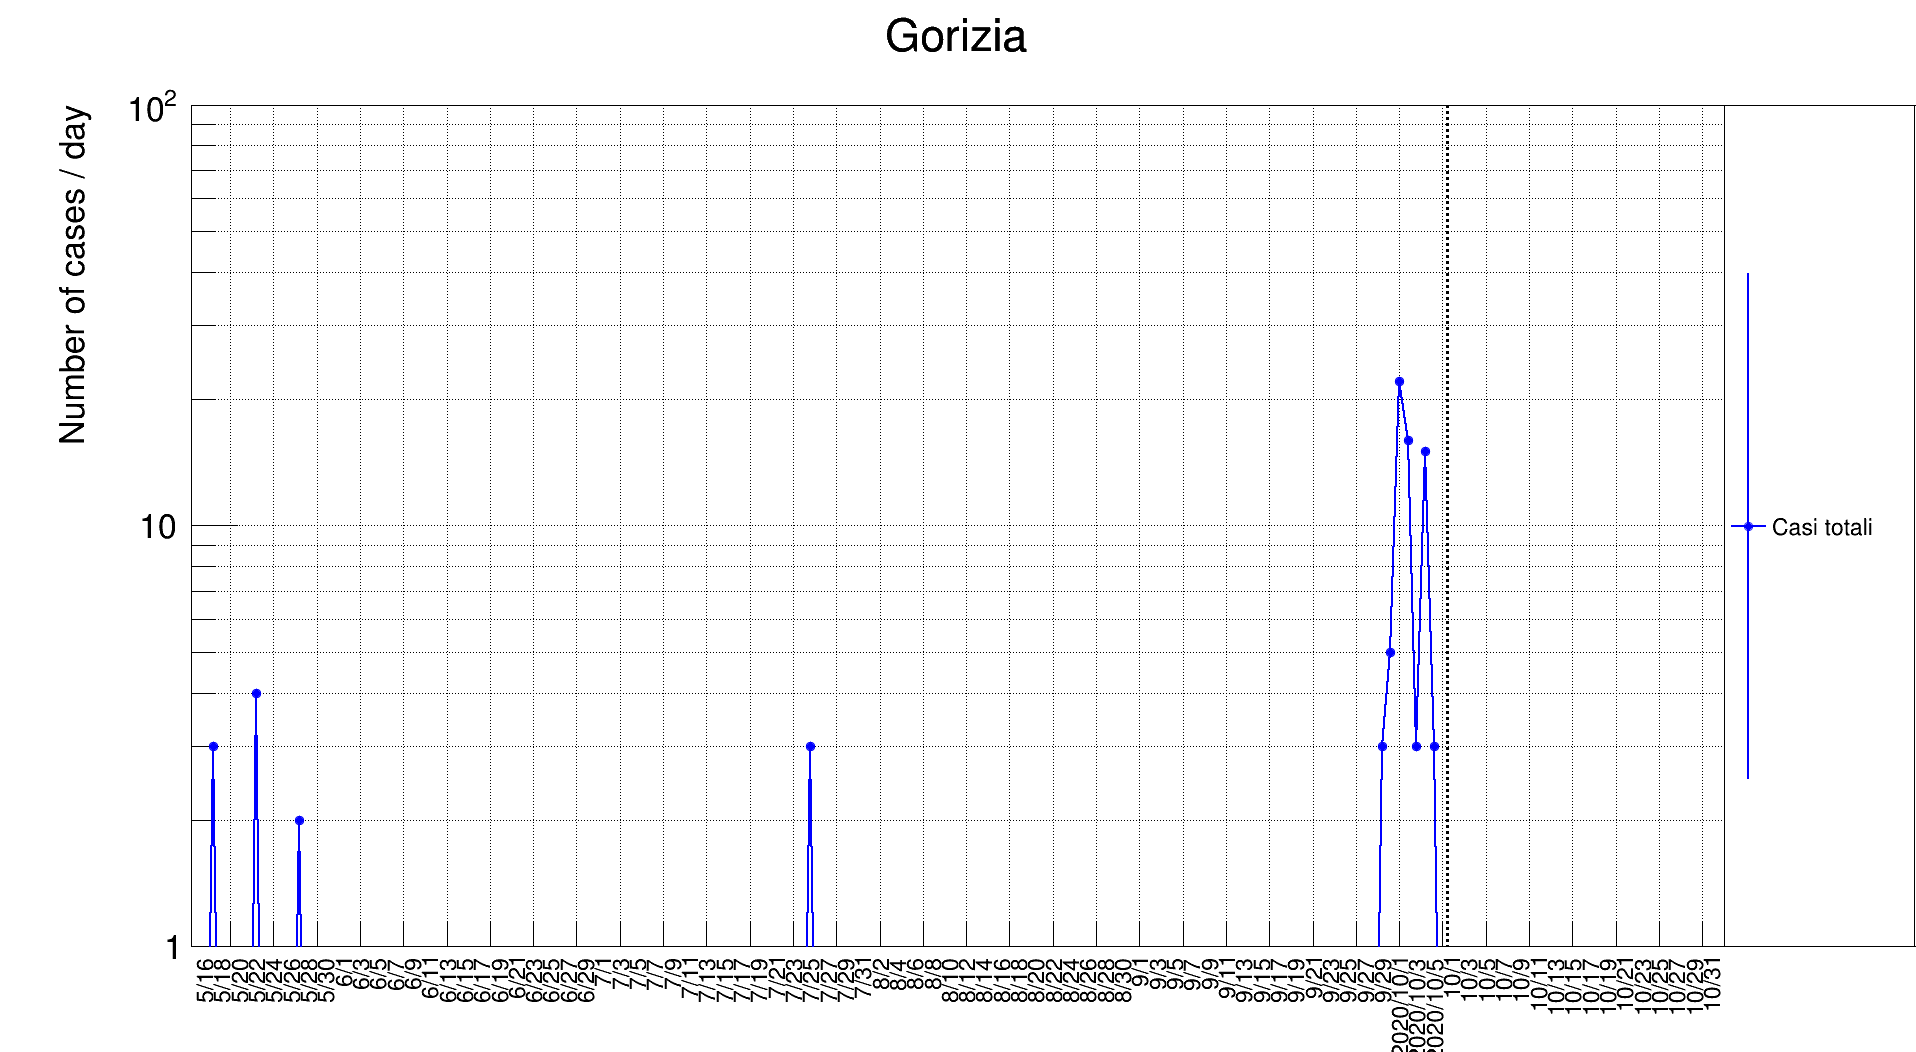 Gorizia
Number of cases / day
10²
10
1
5/16 5/18 5/20 5/22 5/24 5/26 5/28 5/30 6/1 6/3 6/5 6/7 6/9 6/11 6/13 6/15 6/17 6/19 6/21 6/23 6/25 6/27 6/29 7/1 7/3 7/5 7/7 7/9 7/11 7/13 7/15 7/17 7/19 7/21 7/23 7/25 7/27 7/29 7/31 8/2 8/4 8/6 8/8 8/10 8/12 8/14 8/16 8/18 8/20 8/22 8/24 8/26 8/28 8/30 9/1 9/3 9/5 9/7 9/9 9/11 9/13 9/15 9/17 9/19 9/21 9/23 9/25 9/27 9/29 2020/10/1 2020/10/3 2020/10/5 10/1 10/3 10/5 10/7 10/9 10/11 10/13 10/15 10/17 10/19 10/21 10/23 10/25 10/27 10/29 10/31
Casi totali